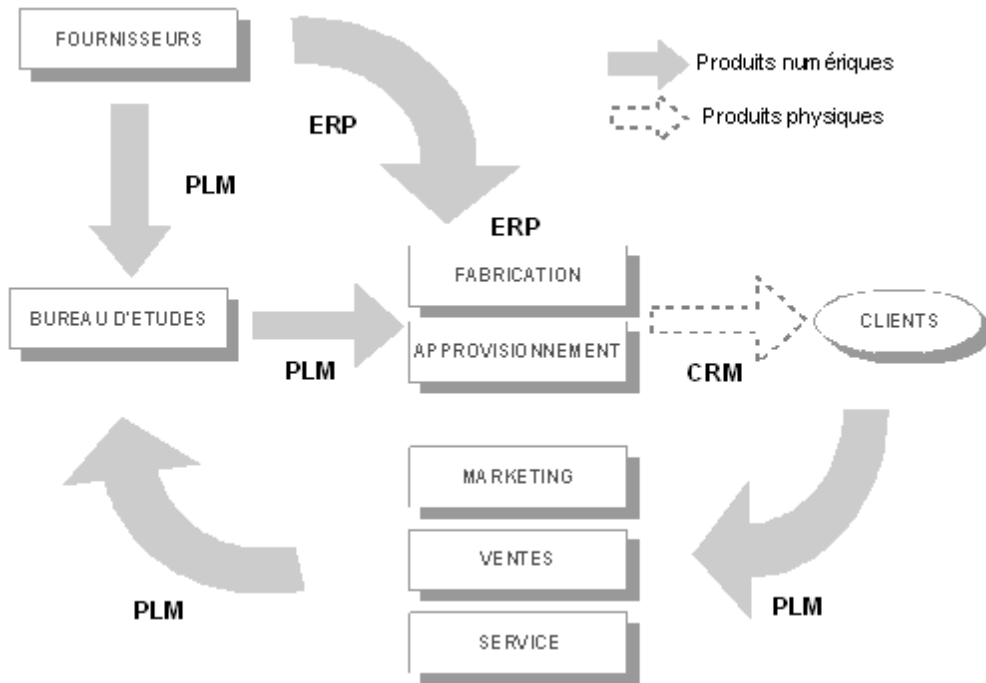 FOURNISSEURS
Produits numériques
Produits physiques
ERP
PLM
ERP
FABRICATION
BUREAU D'ETUDES
APPROVISIONNEMENT
CLIENTS
PLM
CRM
MARKETING
VENTES
PLM
PLM
SERVICE